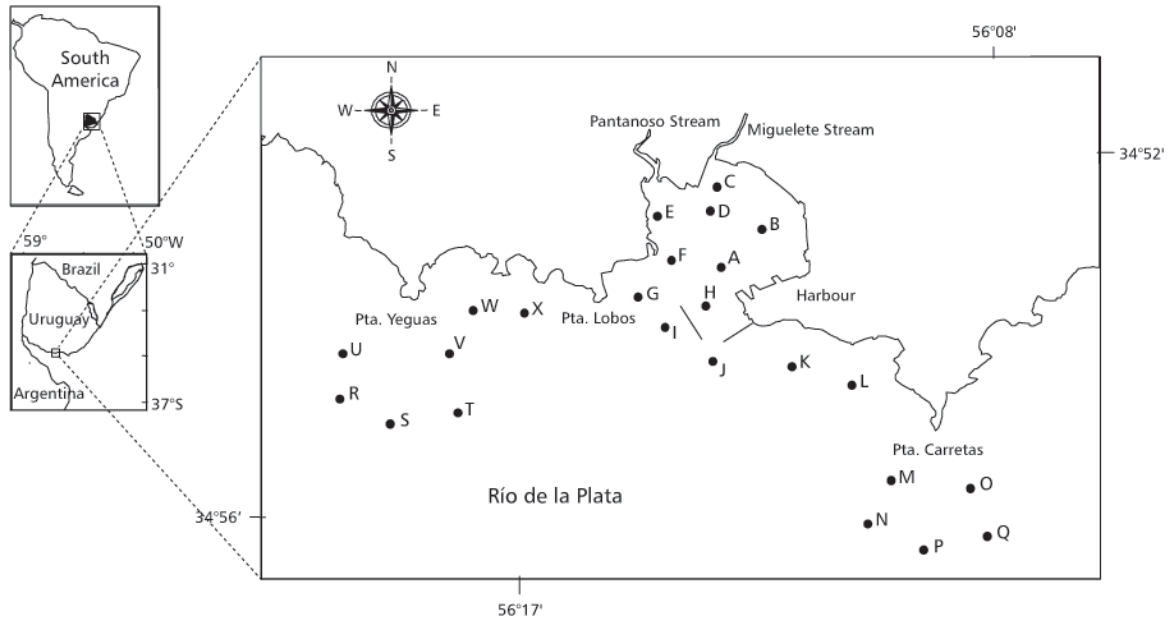 South
America
59°
50°W
Brazil
31°
Uruguay
Argentina
37°S
56°08'
N
W
E
S
Pantanoso Stream
Miguelete Stream
34°52'
C
E
D
B
F
A
G
H
Harbour
W
X
Pta. Lobos
I
Pta. Yeguas
U
V
J
K
L
R
S
T
Pta. Carretas
M
O
Río de la Plata
34°56'
N
Q
P
56°17'